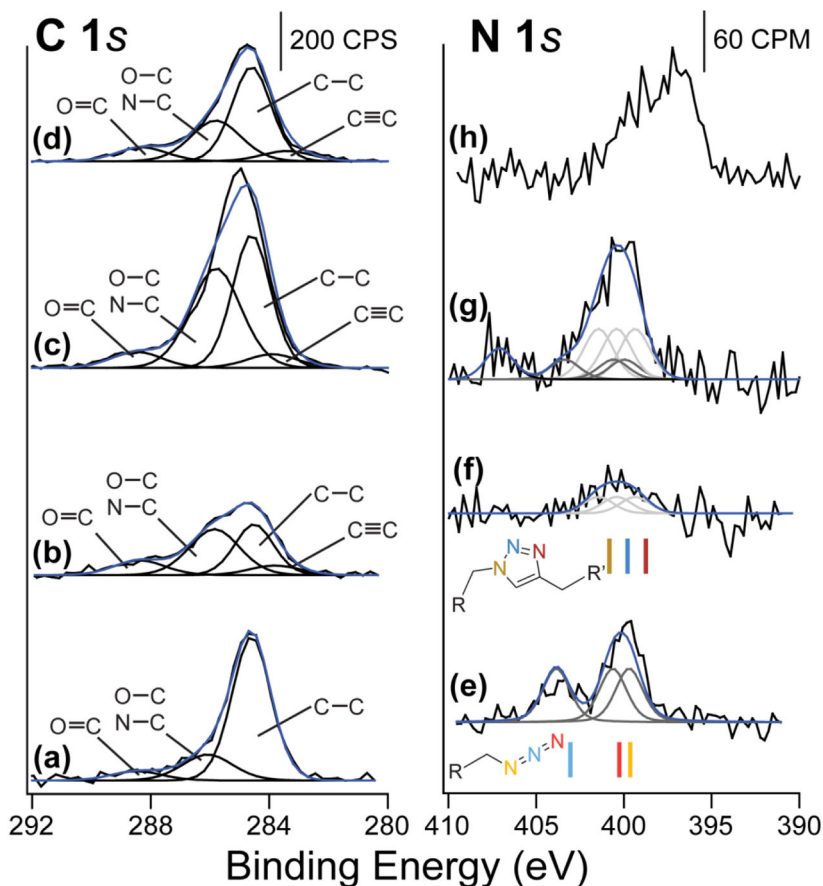 C 1s
200 CPS
O–C
N–C
C–C
O=C
C≡C
(d)
O–C
N–C
C–C
O=C
C≡C
(c)
O–C
N–C
C–C
O=C
C≡C
(b)
O–C
N–C
O=C
C–C
(a)
292 288 284 280
N 1s
60 CPM
(h)
(g)
(f)
N N
N
R R'
(e)
N
N
R N
410 405 400 395 390
Binding Energy (eV)